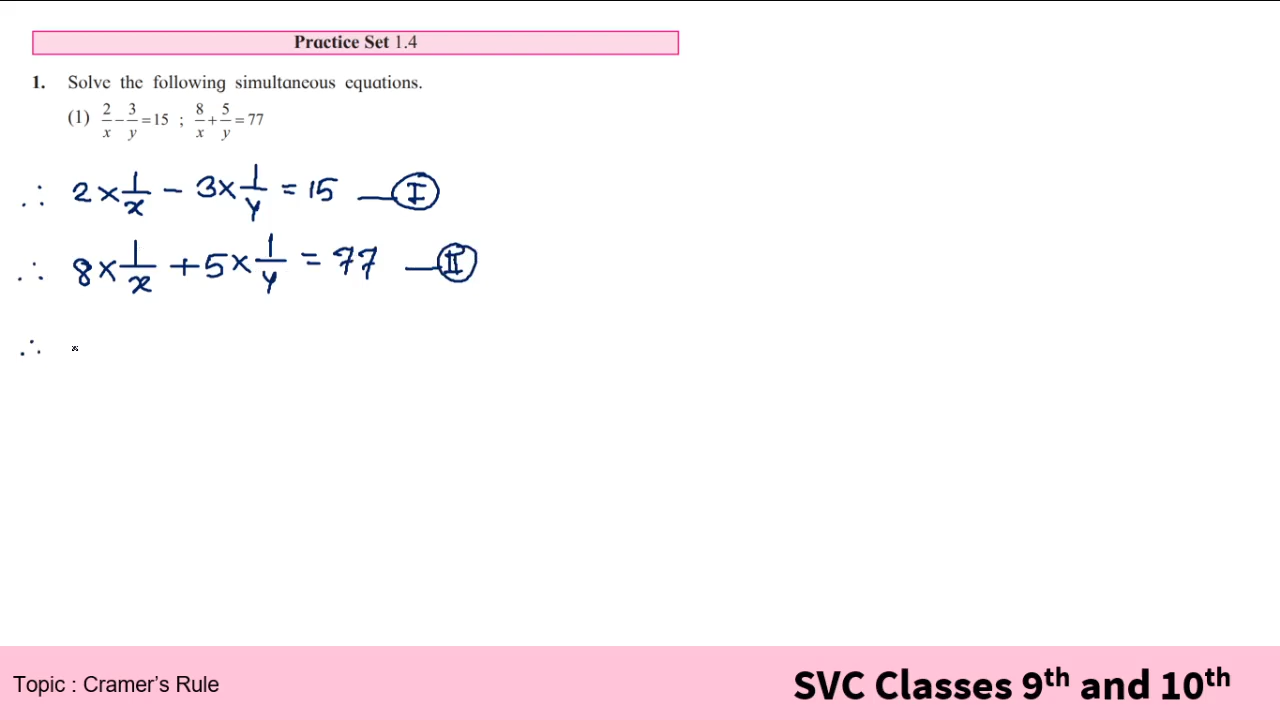 Practice Set 1.4
1. Solve the following simultaneous equations.
(1) 2/x − 3/y = 15 ; 8/x + 5/y = 77
∴ 2 × 1/x − 3 × 1/y = 15 — I
∴ 8 × 1/x + 5 × 1/y = 77 — II
∴
Topic : Cramer’s Rule
SVC Classes 9th and 10th